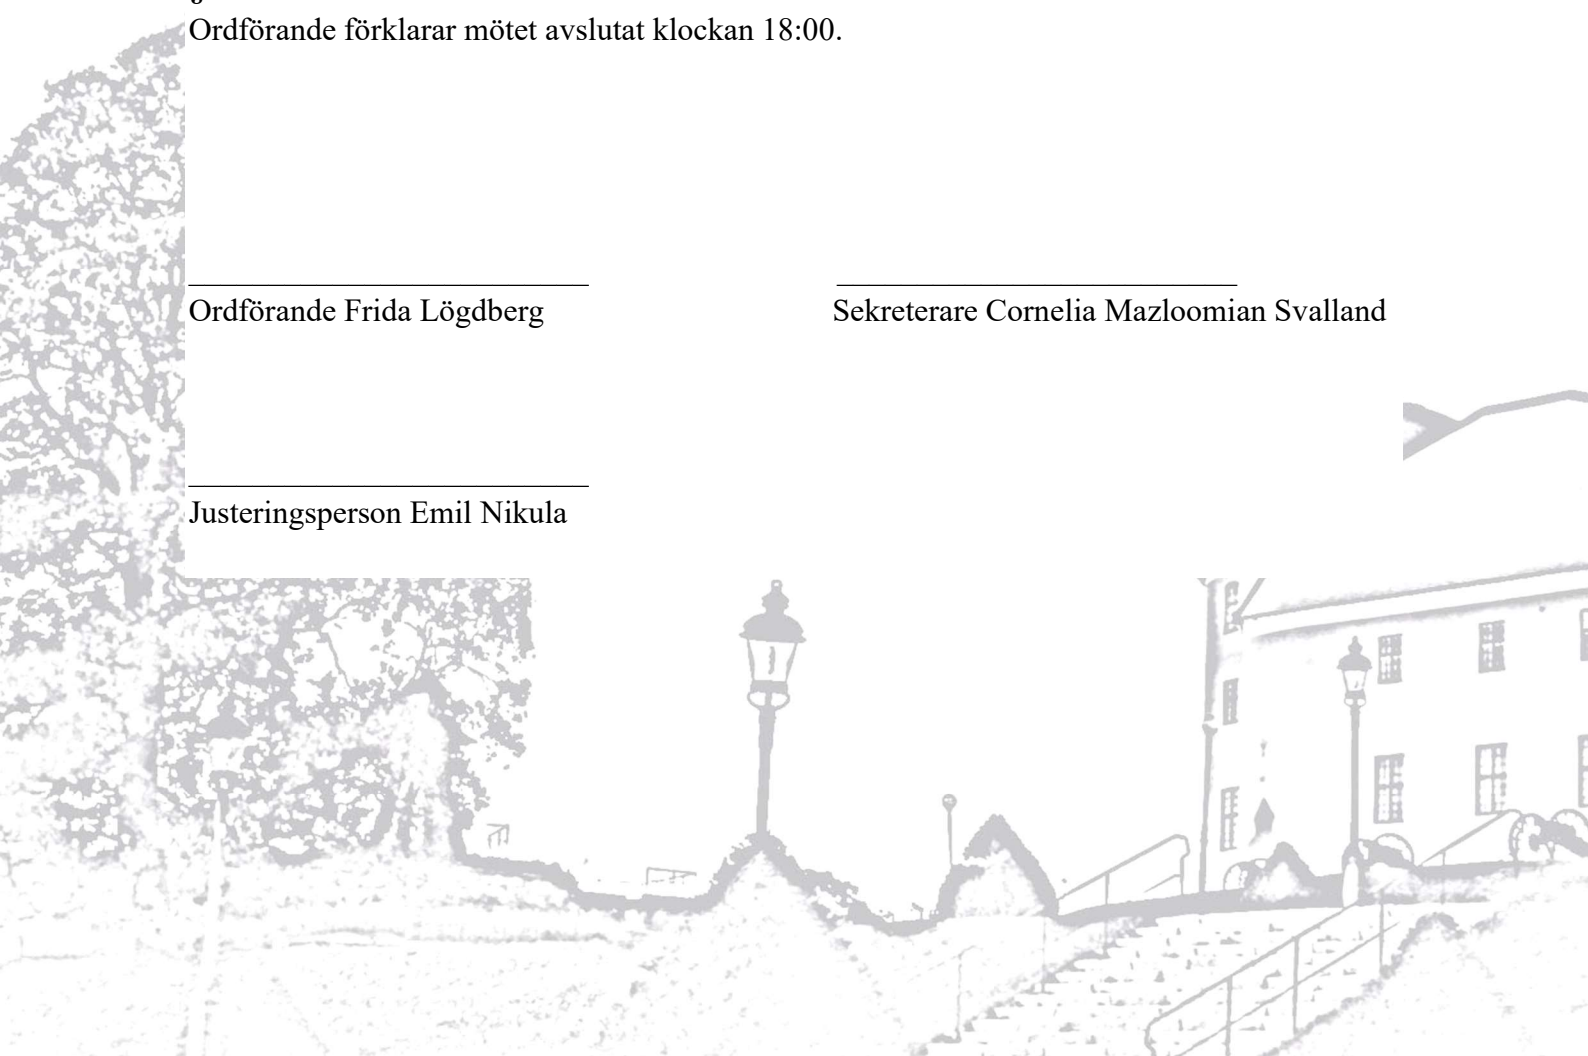 Ordförande förklarar mötet avslutat klockan 18:00.
Ordförande Frida Lögdberg
Sekreterare Cornelia Mazloomian Svalland
Justeringsperson Emil Nikula